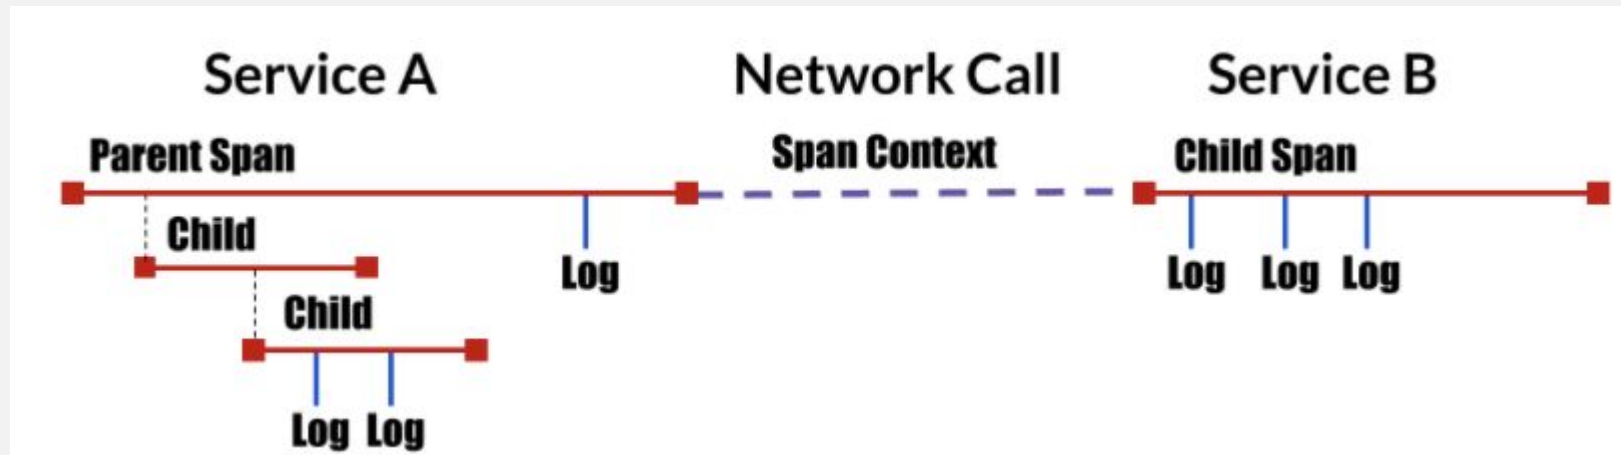 Service A
Network Call
Service B
Parent Span
Span Context
Child Span
Child
Log
Log
Log
Log
Child
Log
Log